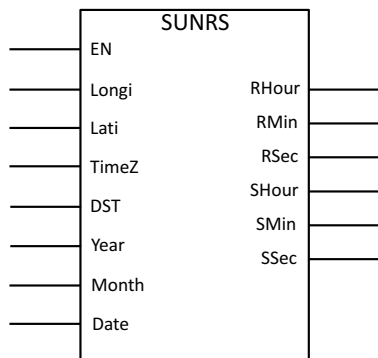 SUNRS
EN
Longi
Lati
TimeZ
DST
Year
Month
Date
RHour
RMin
RSec
SHour
SMin
SSec